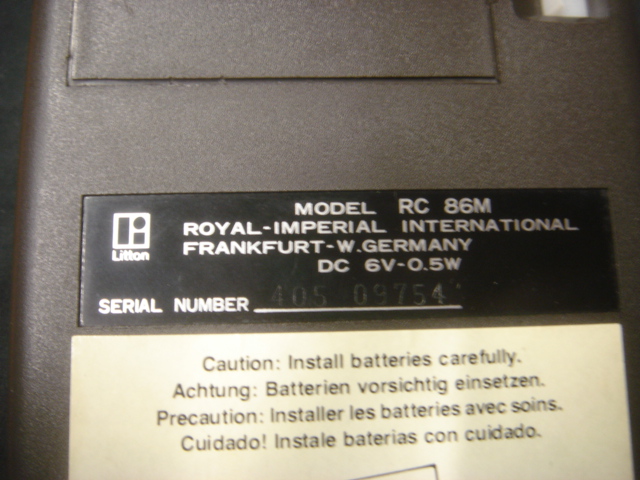 MODEL RC 86M
Litton
ROYAL-IMPERIAL INTERNATIONAL
FRANKFURT-W.GERMANY
DC 6V-0.5W
SERIAL NUMBER 405 09754
Caution: Install batteries carefully.
Achtung: Batterien vorsichtig einsetzen.
Precaution: Installer les batteries avec soins.
Cuidado! Instale baterias con cuidado.